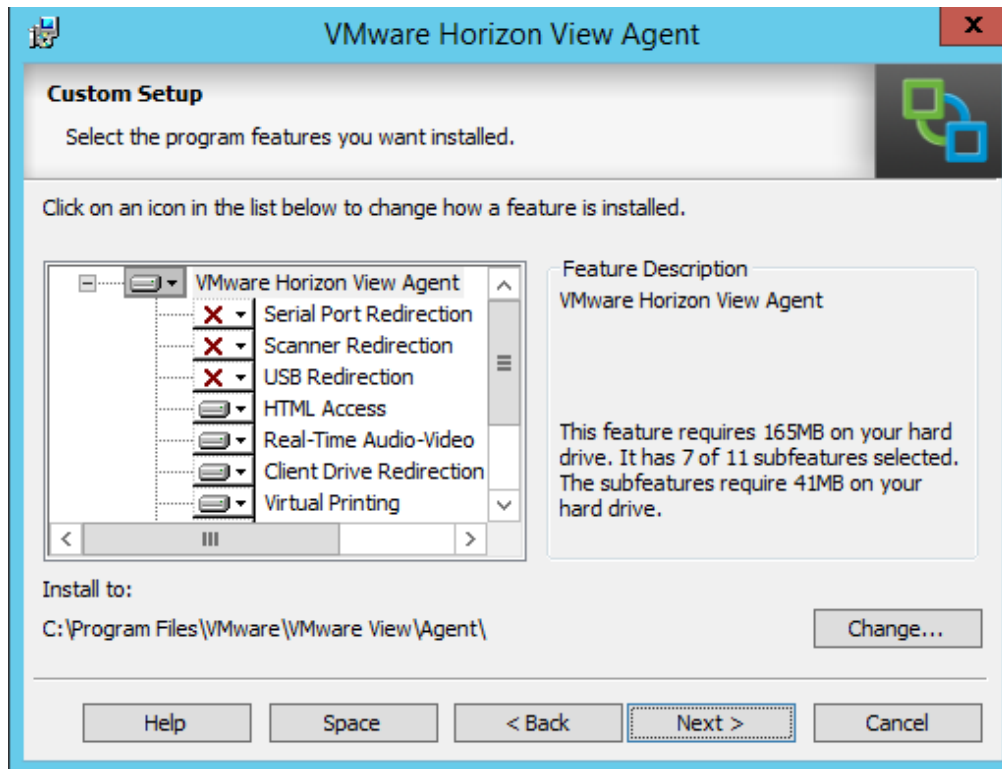 VMware Horizon View Agent
X
Custom Setup
Select the program features you want installed.
Click on an icon in the list below to change how a feature is installed.
VMware Horizon View Agent
Serial Port Redirection
Scanner Redirection
USB Redirection
HTML Access
Real-Time Audio-Video
Client Drive Redirection
Virtual Printing
Feature Description
VMware Horizon View Agent
This feature requires 165MB on your hard
drive. It has 7 of 11 subfeatures selected.
The subfeatures require 41MB on your
hard drive.
Install to:
C:\Program Files\VMware\VMware View\Agent\
Change...
Help
Space
< Back
Next >
Cancel